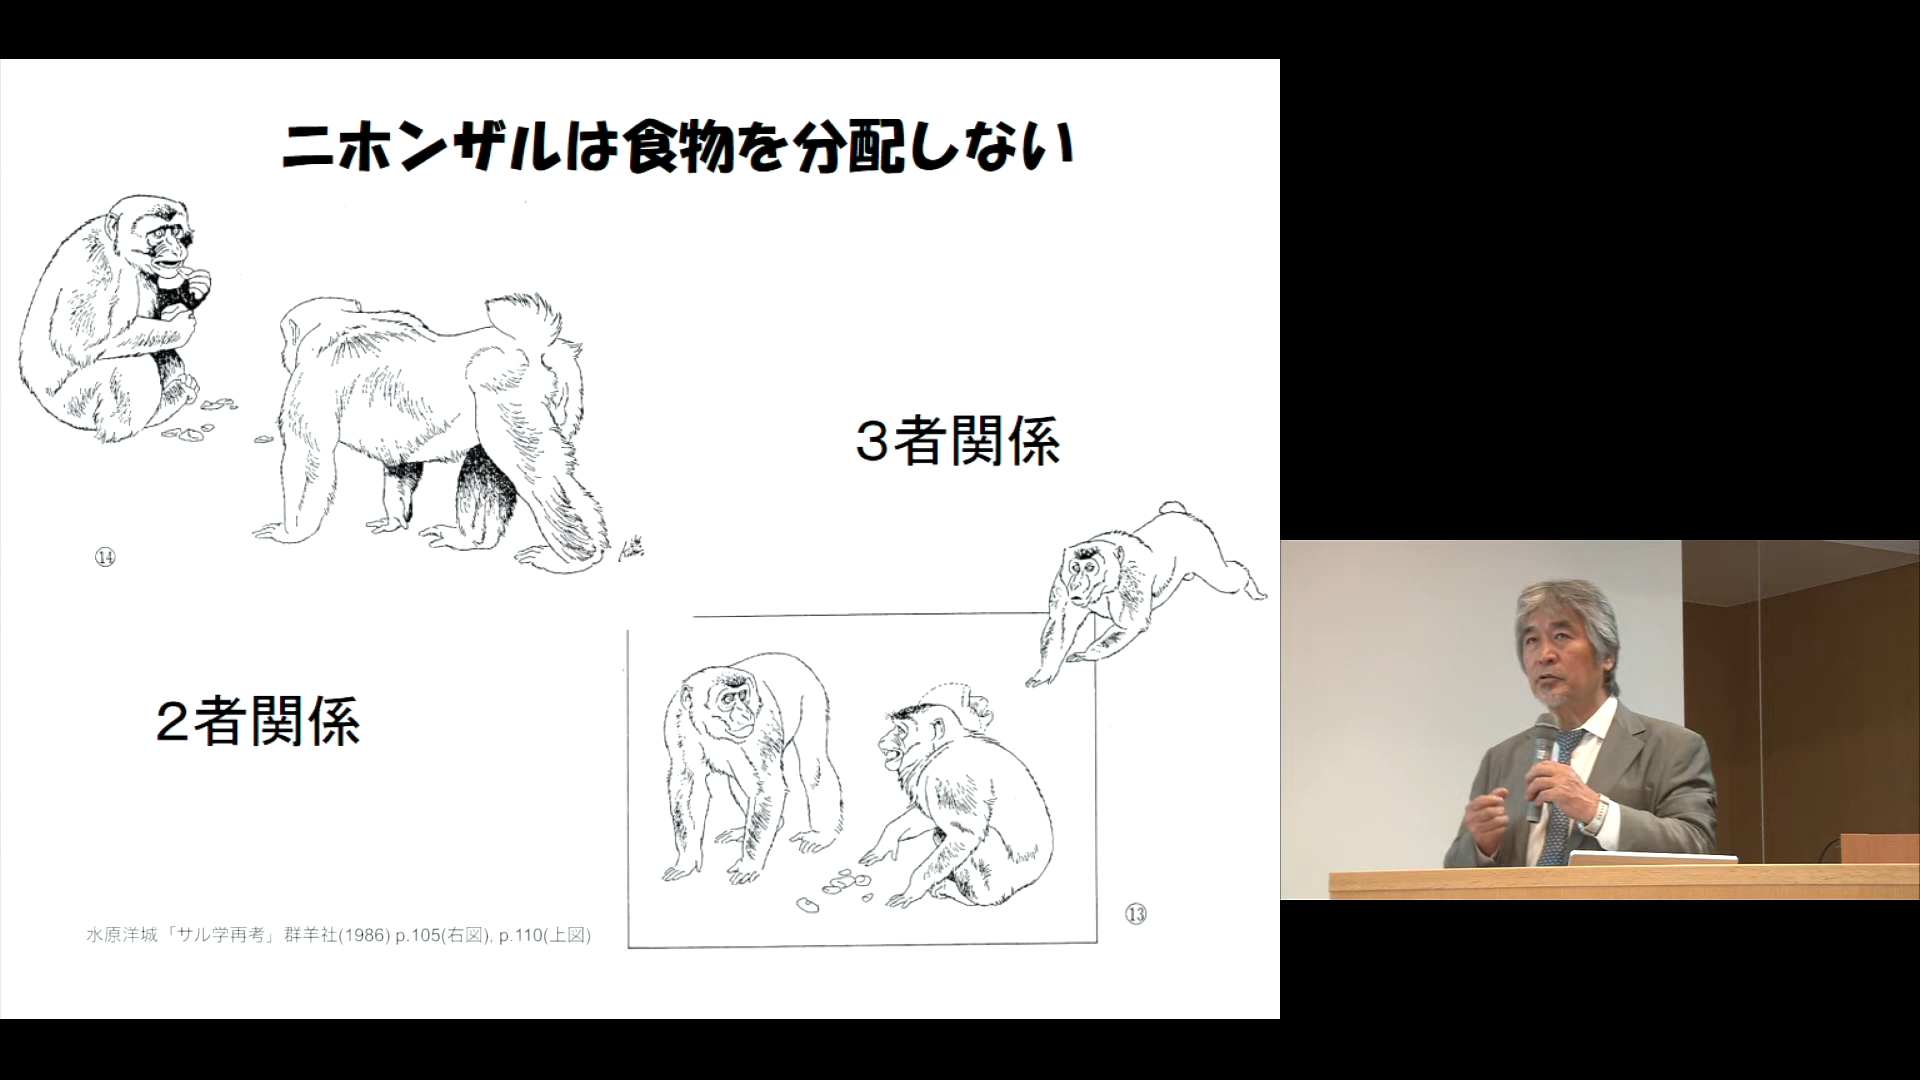 ニホンザルは食物を分配しない
3者関係
⑭
2者関係
⑬
水原洋城「サル学再考」群羊社(1986) p.105(右図), p.110(上図)